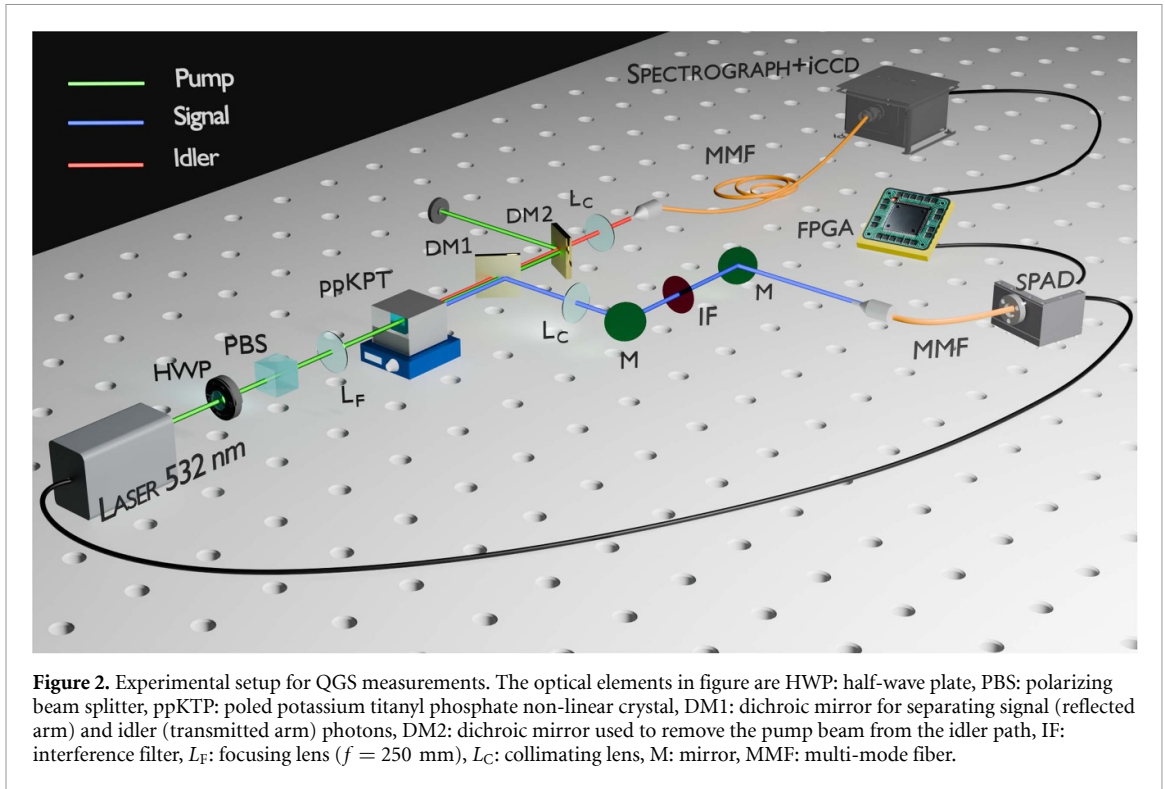 Pump
Signal
Idler
SPECTROGRAPH+iCCD
MMF
LC
DM2
FPGA
DM1
ppKPT
SPAD
M
IF
LC
M
MMF
PBS
HWP
LF
LASER 532 nm
Figure 2. Experimental setup for QGS measurements. The optical elements in figure are HWP: half-wave plate, PBS: polarizing
beam splitter, ppKTP: poled potassium titanyl phosphate non-linear crystal, DM1: dichroic mirror for separating signal (reflected
arm) and idler (transmitted arm) photons, DM2: dichroic mirror used to remove the pump beam from the idler path, IF:
interference filter, LF: focusing lens (f = 250 mm), LC: collimating lens, M: mirror, MMF: multi-mode fiber.